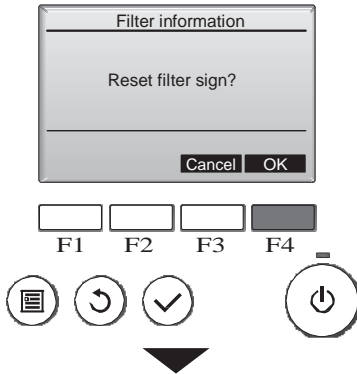 Filter information
Reset filter sign?
Cancel OK
F1 F2 F3 F4